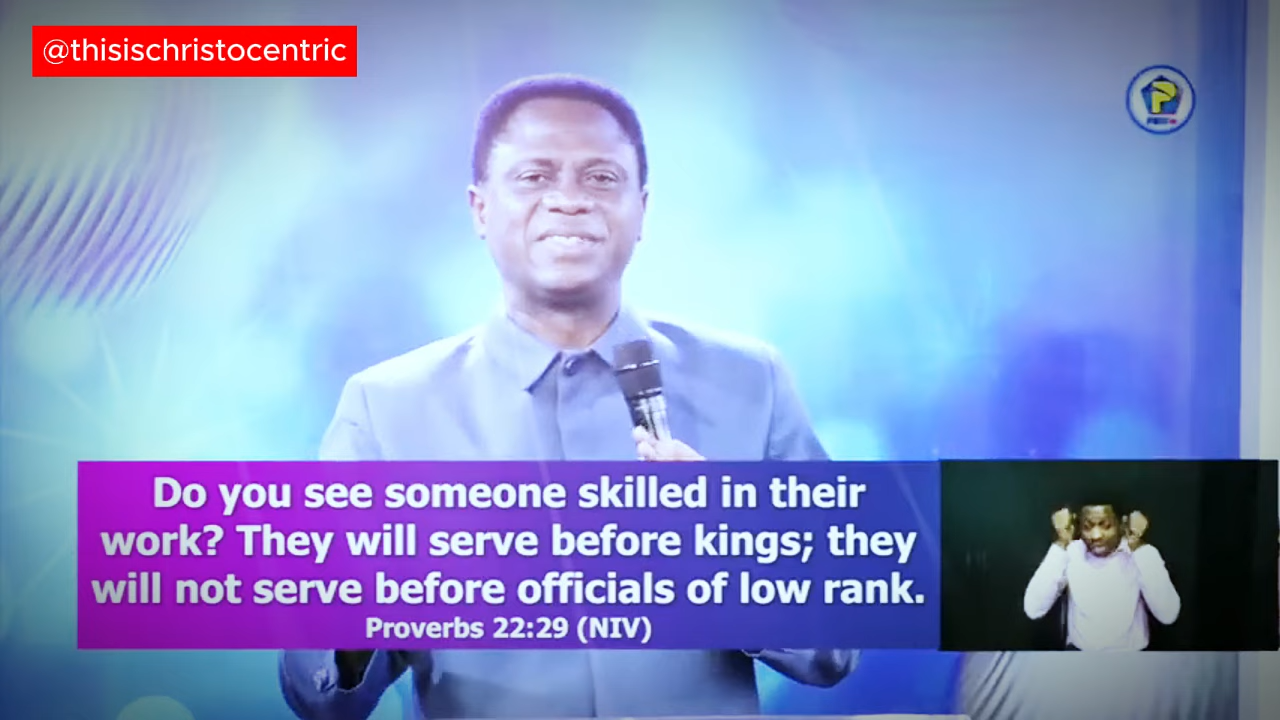 @thisischristocentric
P
Do you see someone skilled in their
work? They will serve before kings; they
will not serve before officials of low rank.
Proverbs 22:29 (NIV)